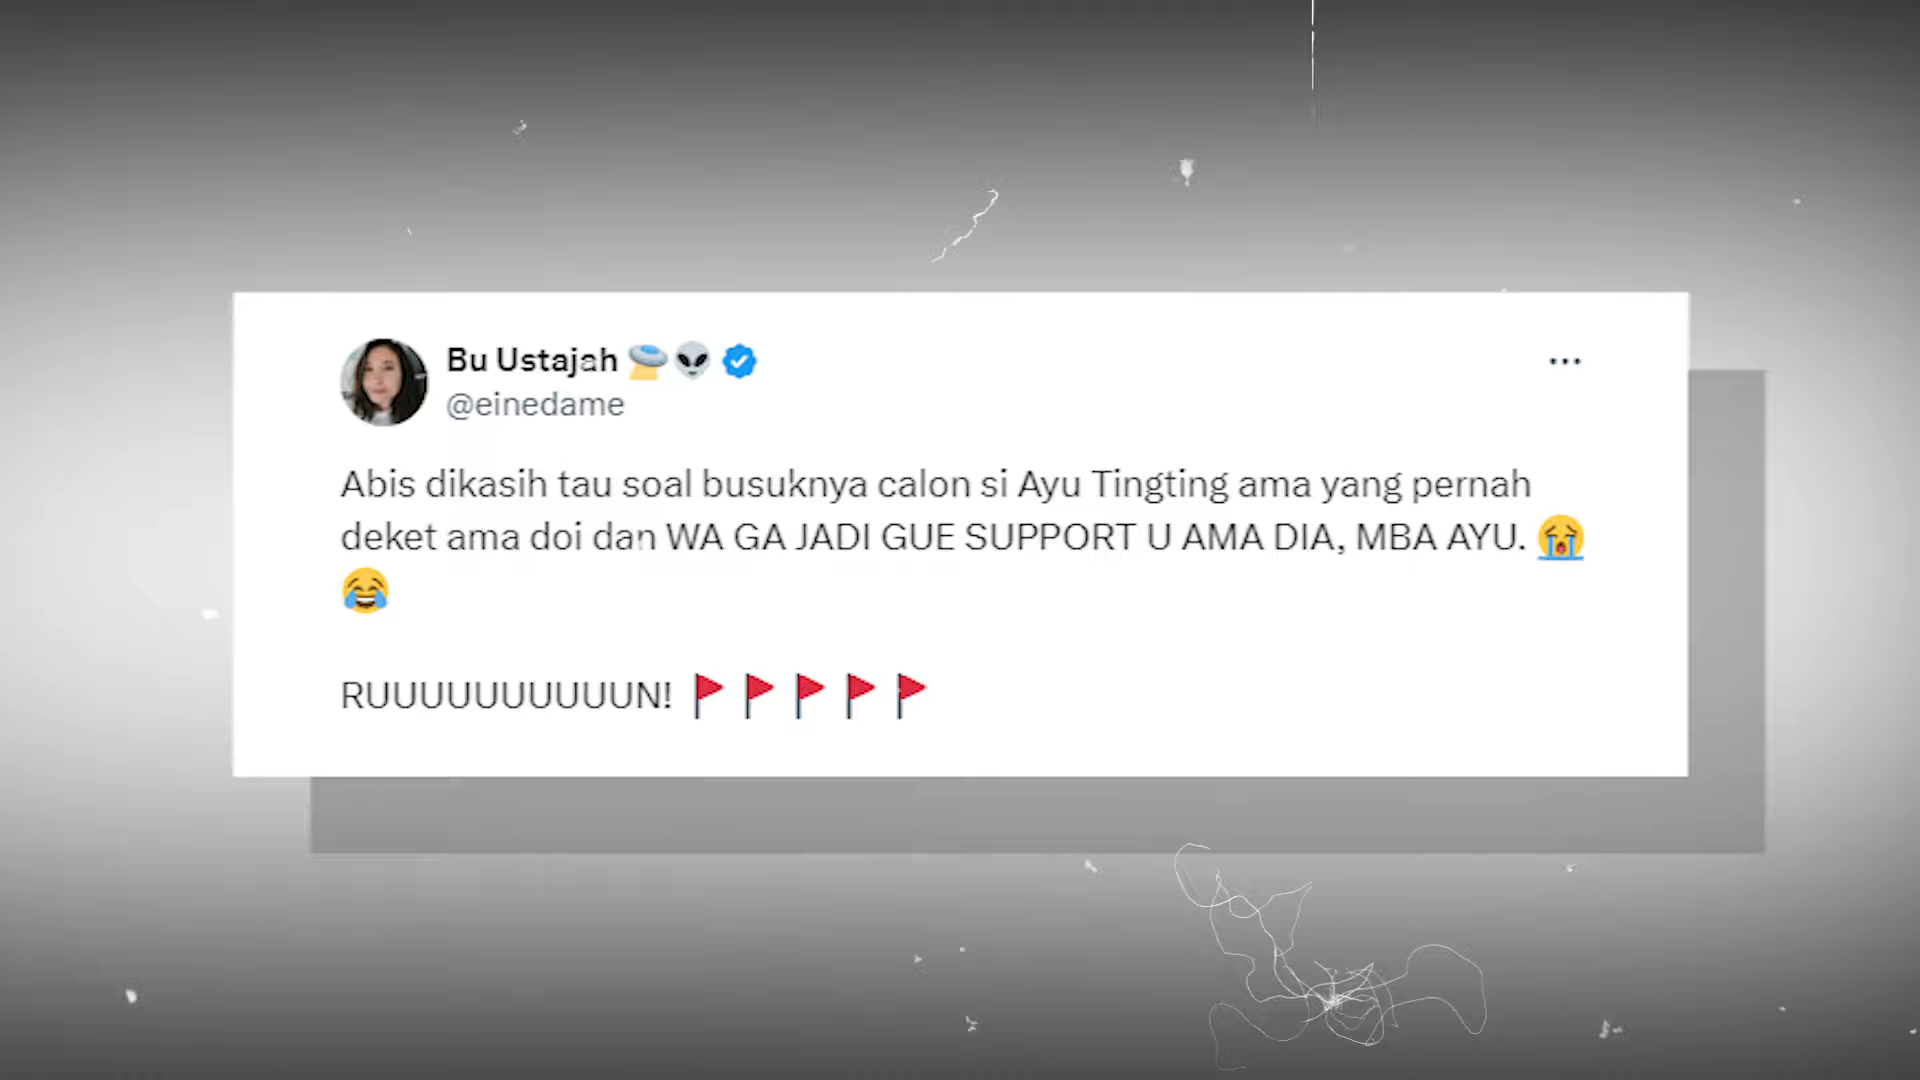 Bu Ustajah 🛸👽
@einedame
Abis dikasih tau soal busuknya calon si Ayu Tingting ama yang pernah
deket ama doi dan WA GA JADI GUE SUPPORT U AMA DIA, MBA AYU. 😭
😂
RUUUUUUUUUUN! 🚩🚩🚩🚩🚩